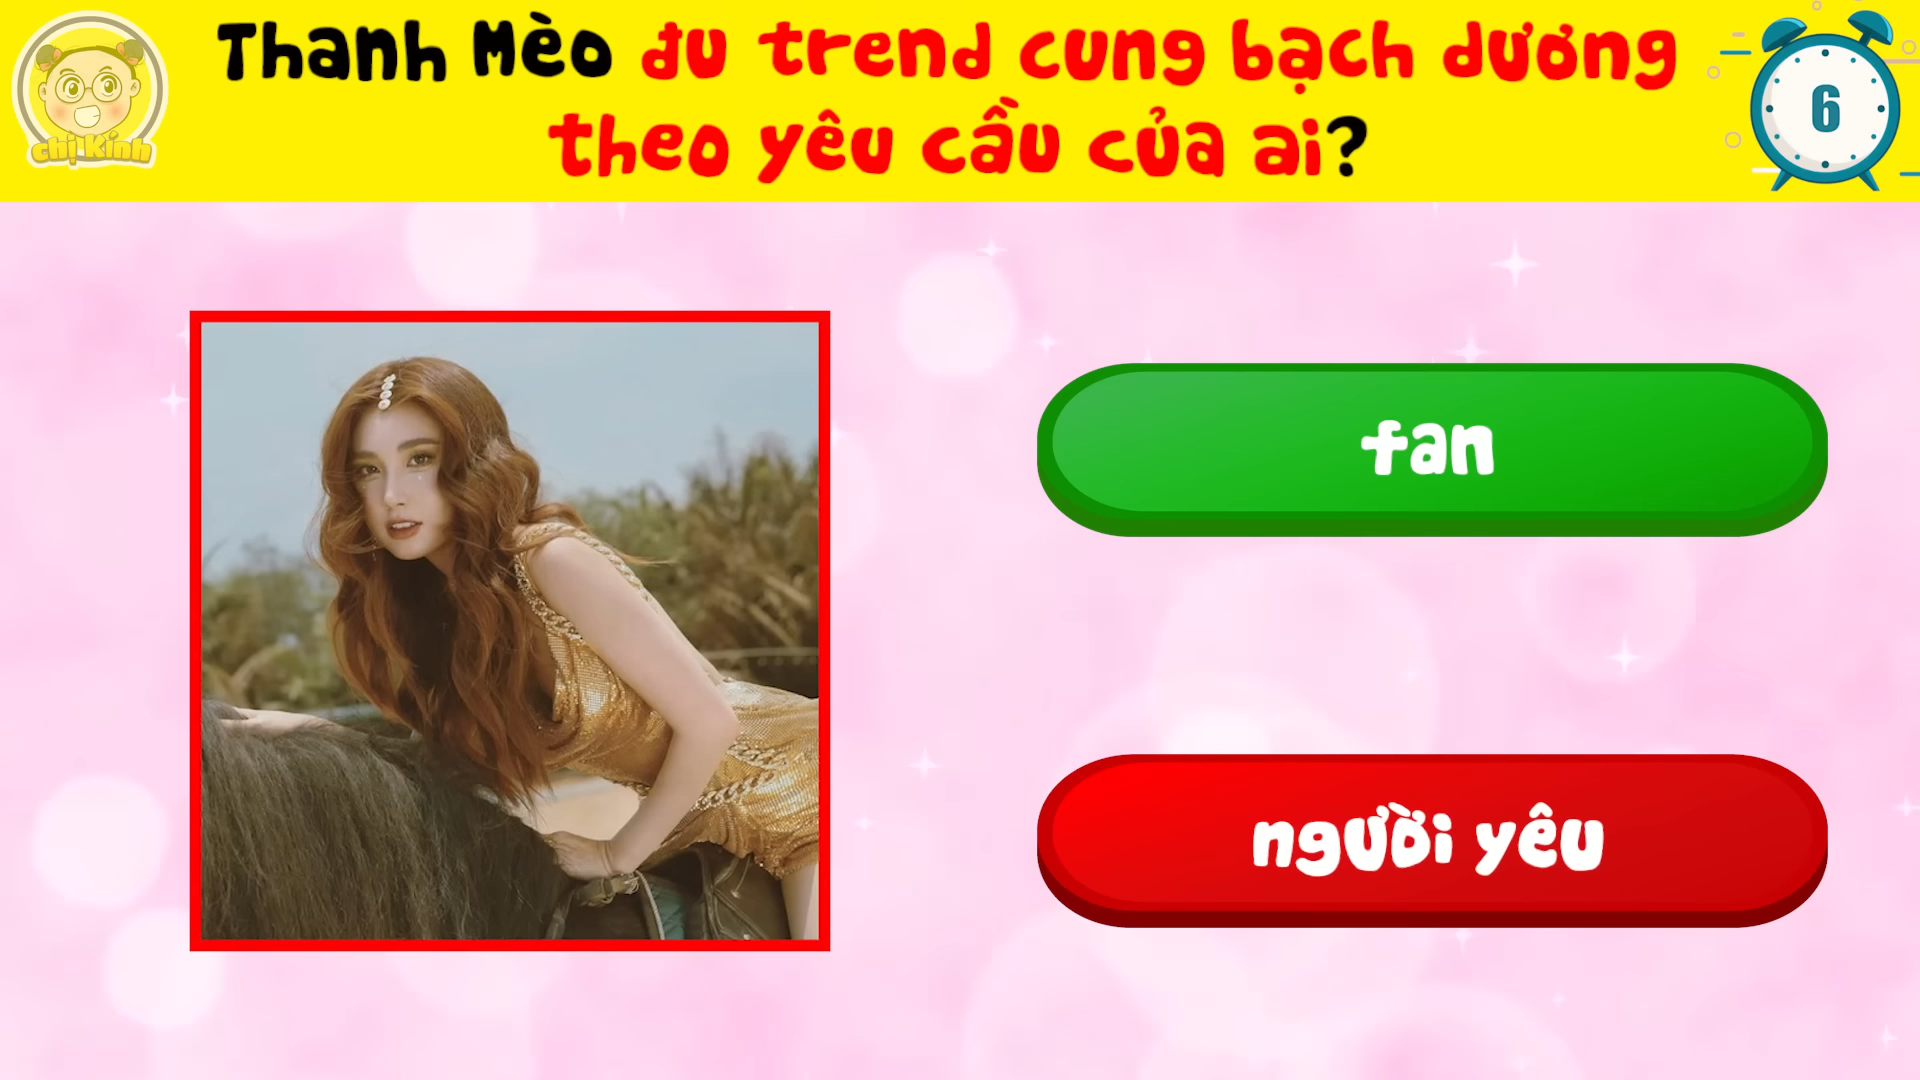 Thanh Mèo đu trend cung bạch dương
theo yêu cầu của ai?
chị Kính
6
fan
người yêu